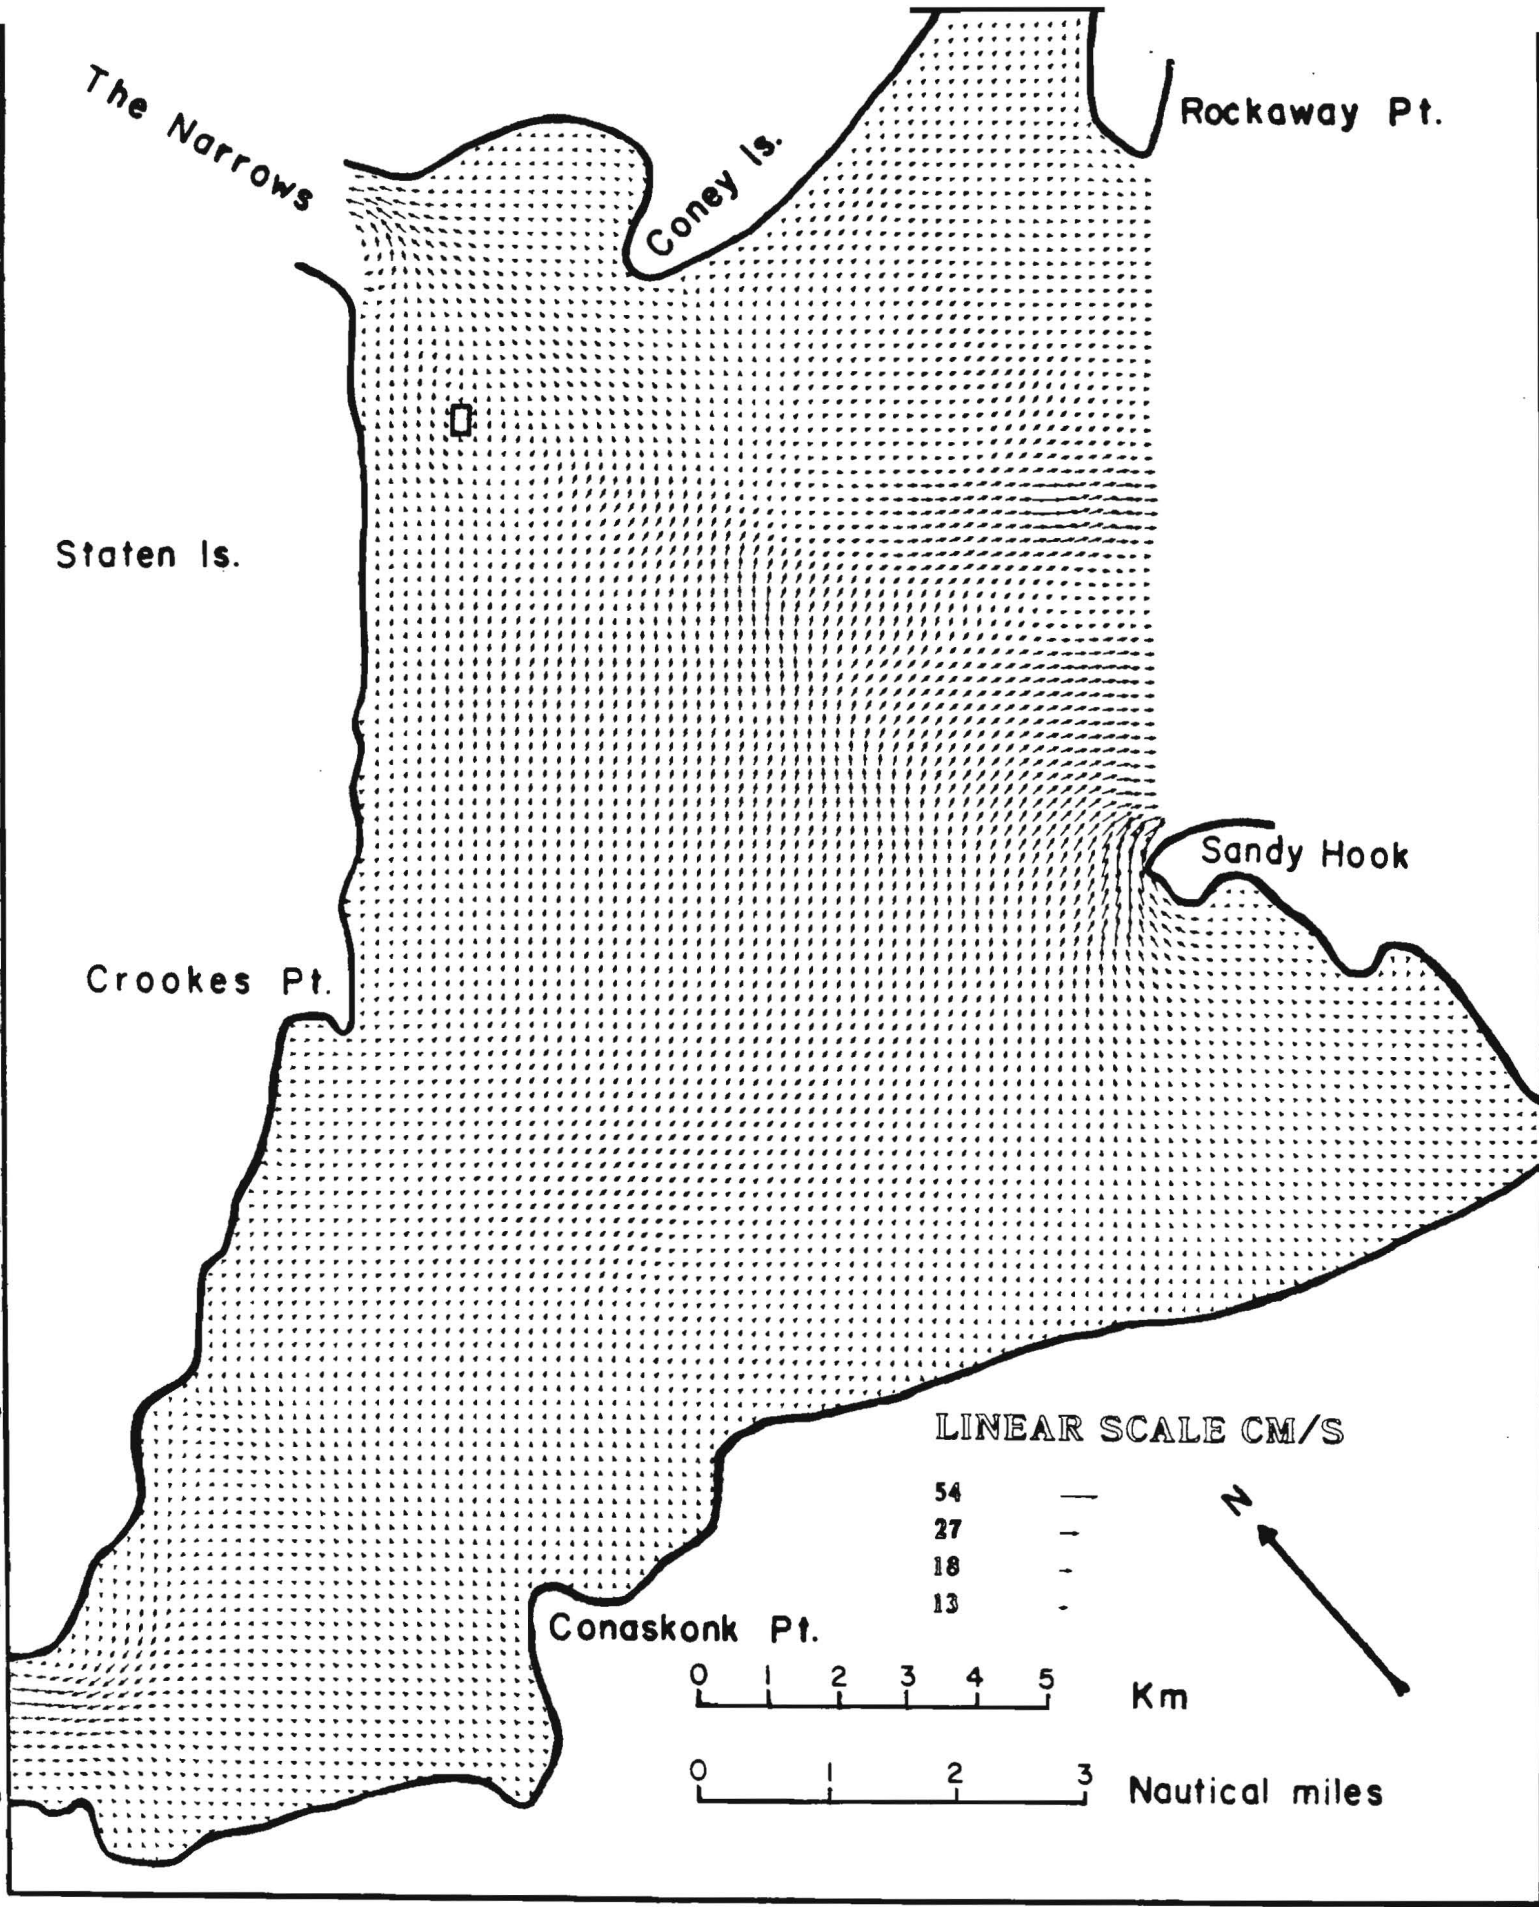 The Narrows
Coney Is.
Rockaway Pt.
Staten Is.
Sandy Hook
Crookes Pt.
LINEAR SCALE CM/S
54
27
18
13
N
Conaskonk Pt.
0 1 2 3 4 5
Km
0 1 2 3
Nautical miles